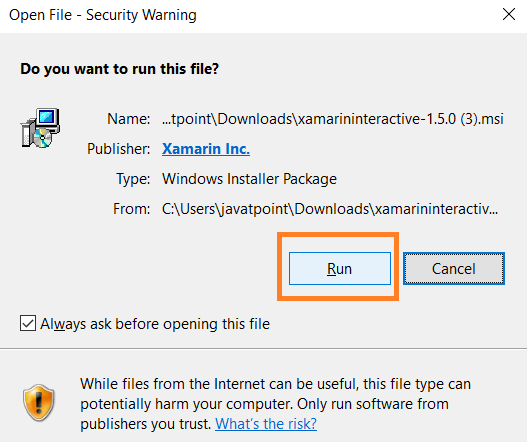 Open File - Security Warning
Do you want to run this file?
Name: ...tpoint\Downloads\xamarininteractive-1.5.0 (3).msi
Publisher: Xamarin Inc.
Type: Windows Installer Package
From: C:\Users\javatpoint\Downloads\xamarininteractiv...
Run Cancel
Always ask before opening this file
While files from the Internet can be useful, this file type can
potentially harm your computer. Only run software from
publishers you trust. What's the risk?